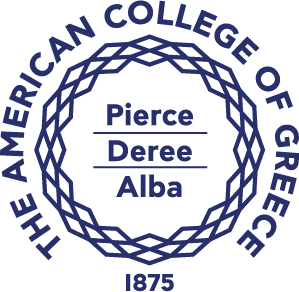 THE AMERICAN COLLEGE OF GREECE
Pierce
Deree
Alba
1875